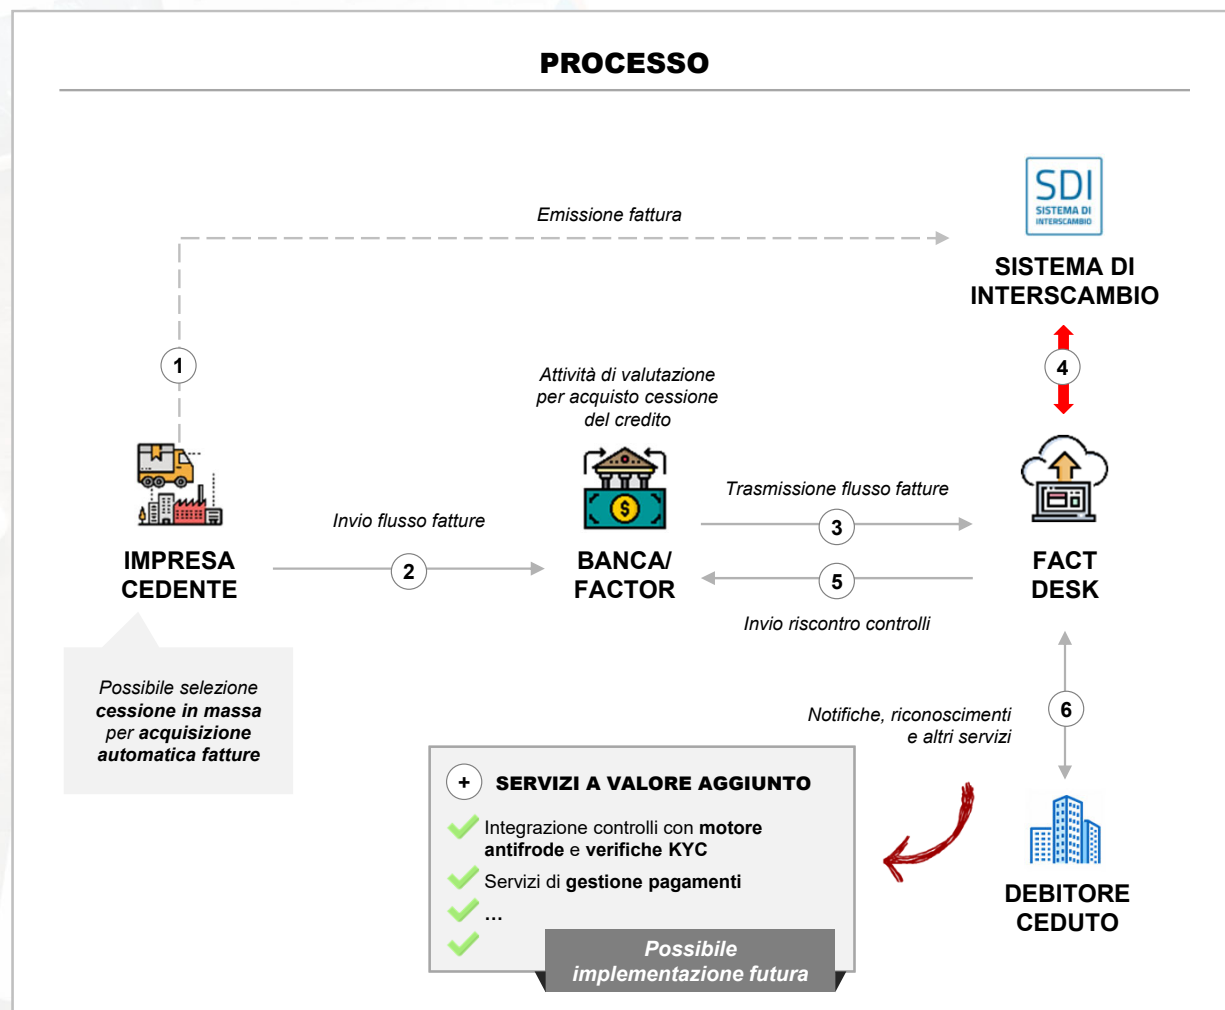 PROCESSO
SDI
SISTEMA DI
INTERSCAMBIO
Emissione fattura
SISTEMA DI
INTERSCAMBIO
1
4
Attività di valutazione
per acquisto cessione
del credito
Trasmissione flusso fatture
Invio flusso fatture
3
IMPRESA
CEDENTE
2
BANCA/
FACTOR
5
FACT
DESK
Invio riscontro controlli
Possibile selezione
cessione in massa
per acquisizione
automatica fatture
Notifiche, riconoscimenti
e altri servizi
6
+ SERVIZI A VALORE AGGIUNTO
Integrazione controlli con motore
antifrode e verifiche KYC
Servizi di gestione pagamenti
...
Possibile
implementazione futura
DEBITORE
CEDUTO